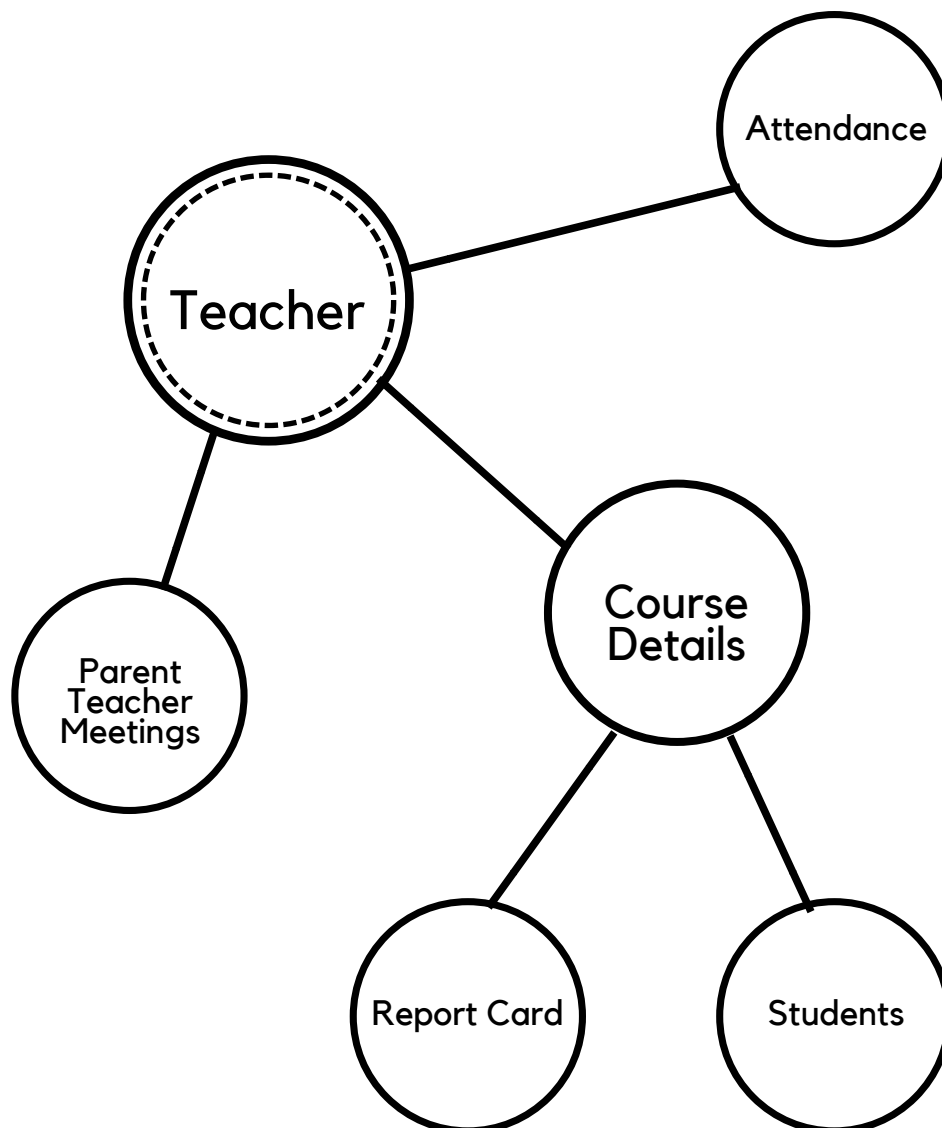 Attendance
Teacher
Course
Details
Parent
Teacher
Meetings
Report Card
Students